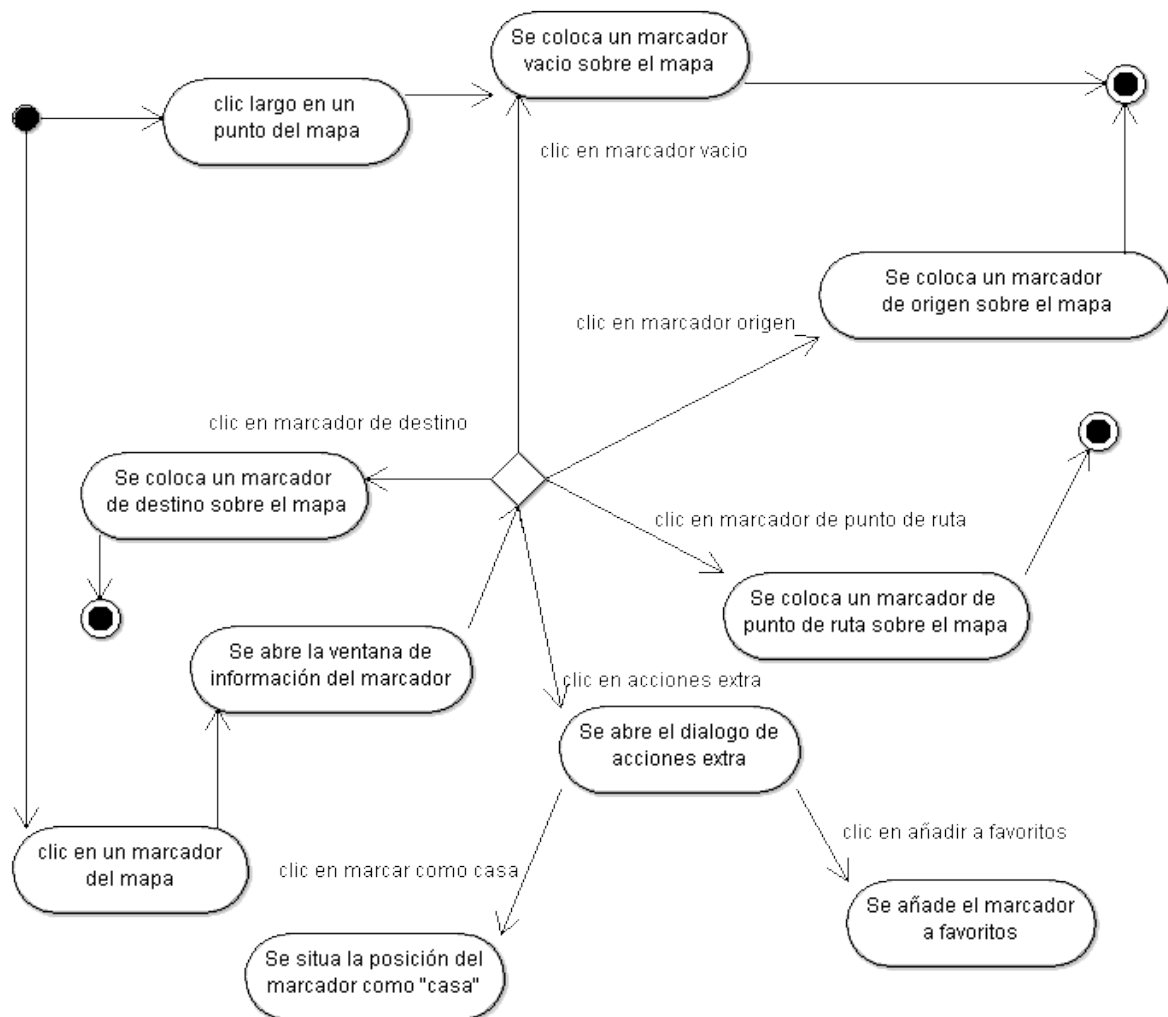 Se coloca un marcador
vacio sobre el mapa
clic largo en un
punto del mapa
clic en marcador vacio
Se coloca un marcador
de origen sobre el mapa
clic en marcador origen
clic en marcador de destino
Se coloca un marcador
de destino sobre el mapa
clic en marcador de punto de ruta
Se coloca un marcador de
punto de ruta sobre el mapa
Se abre la ventana de
información del marcador
clic en acciones extra
Se abre el dialogo de
acciones extra
clic en añadir a favoritos
clic en un marcador
del mapa
clic en marcar como casa
Se añade el marcador
a favoritos
Se situa la posición del
marcador como "casa"